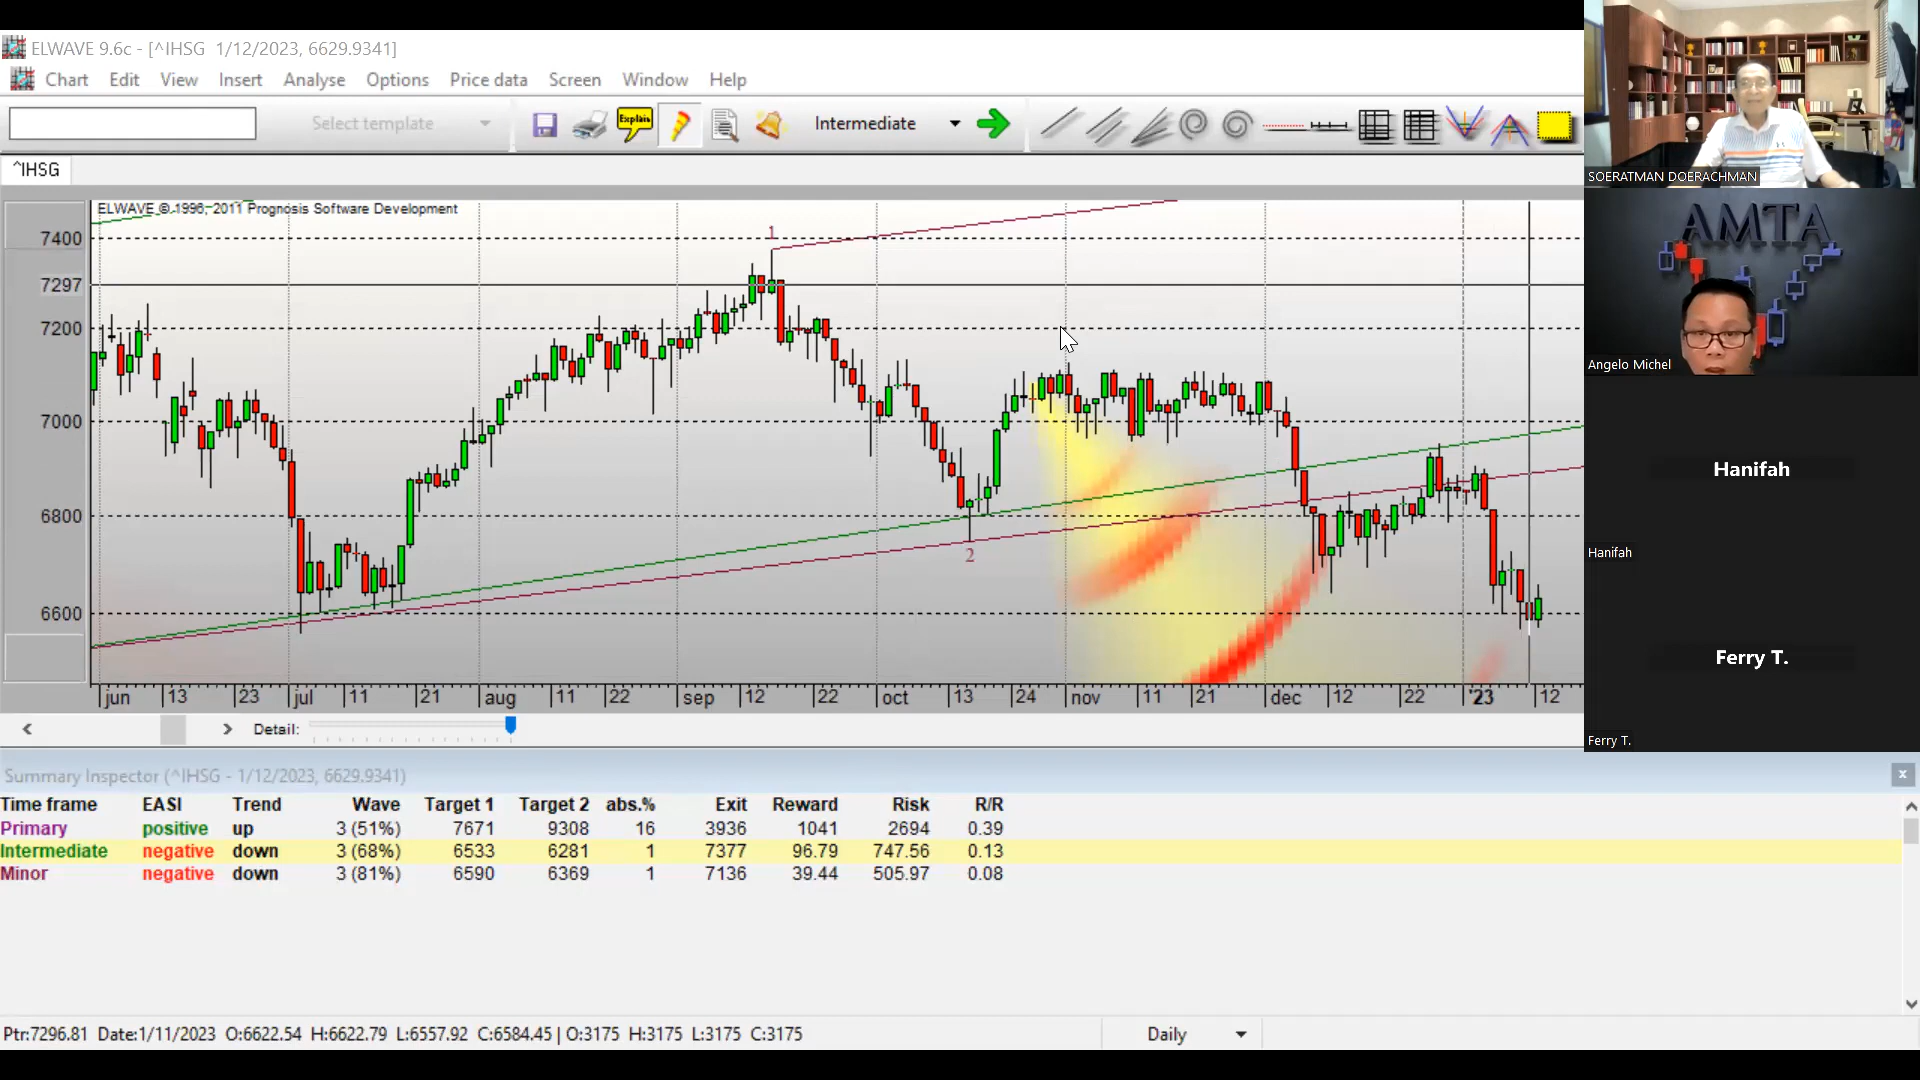 ELWAVE 9.6c - [^IHSG 1/12/2023, 6629.9341]
Chart Edit View Insert Analyse Options Price data Screen Window Help
Select template Explain Intermediate
^IHSG
ELWAVE © 1996, 2011 Prognosis Software Development
7400
7297
7200
7000
6800
6600
1
2
jun 13 23 jul 11 21 aug 11 22 sep 12 22 oct 13 24 nov 11 21 dec 12 22 '23 12
< > Detail:
Summary Inspector (^IHSG - 1/12/2023, 6629.9341) x
Time frame EASI Trend Wave Target 1 Target 2 abs.% Exit Reward Risk R/R
Primary positive up 3 (51%) 7671 9308 16 3936 1041 2694 0.39
Intermediate negative down 3 (68%) 6533 6281 1 7377 96.79 747.56 0.13
Minor negative down 3 (81%) 6590 6369 1 7136 39.44 505.97 0.08
Ptr:7296.81 Date:1/11/2023 O:6622.54 H:6622.79 L:6557.92 C:6584.45 | O:3175 H:3175 L:3175 C:3175 Daily
SOERATMAN DOERACHMAN
AMTA
Angelo Michel
Hanifah
Hanifah
Ferry T.
Ferry T.